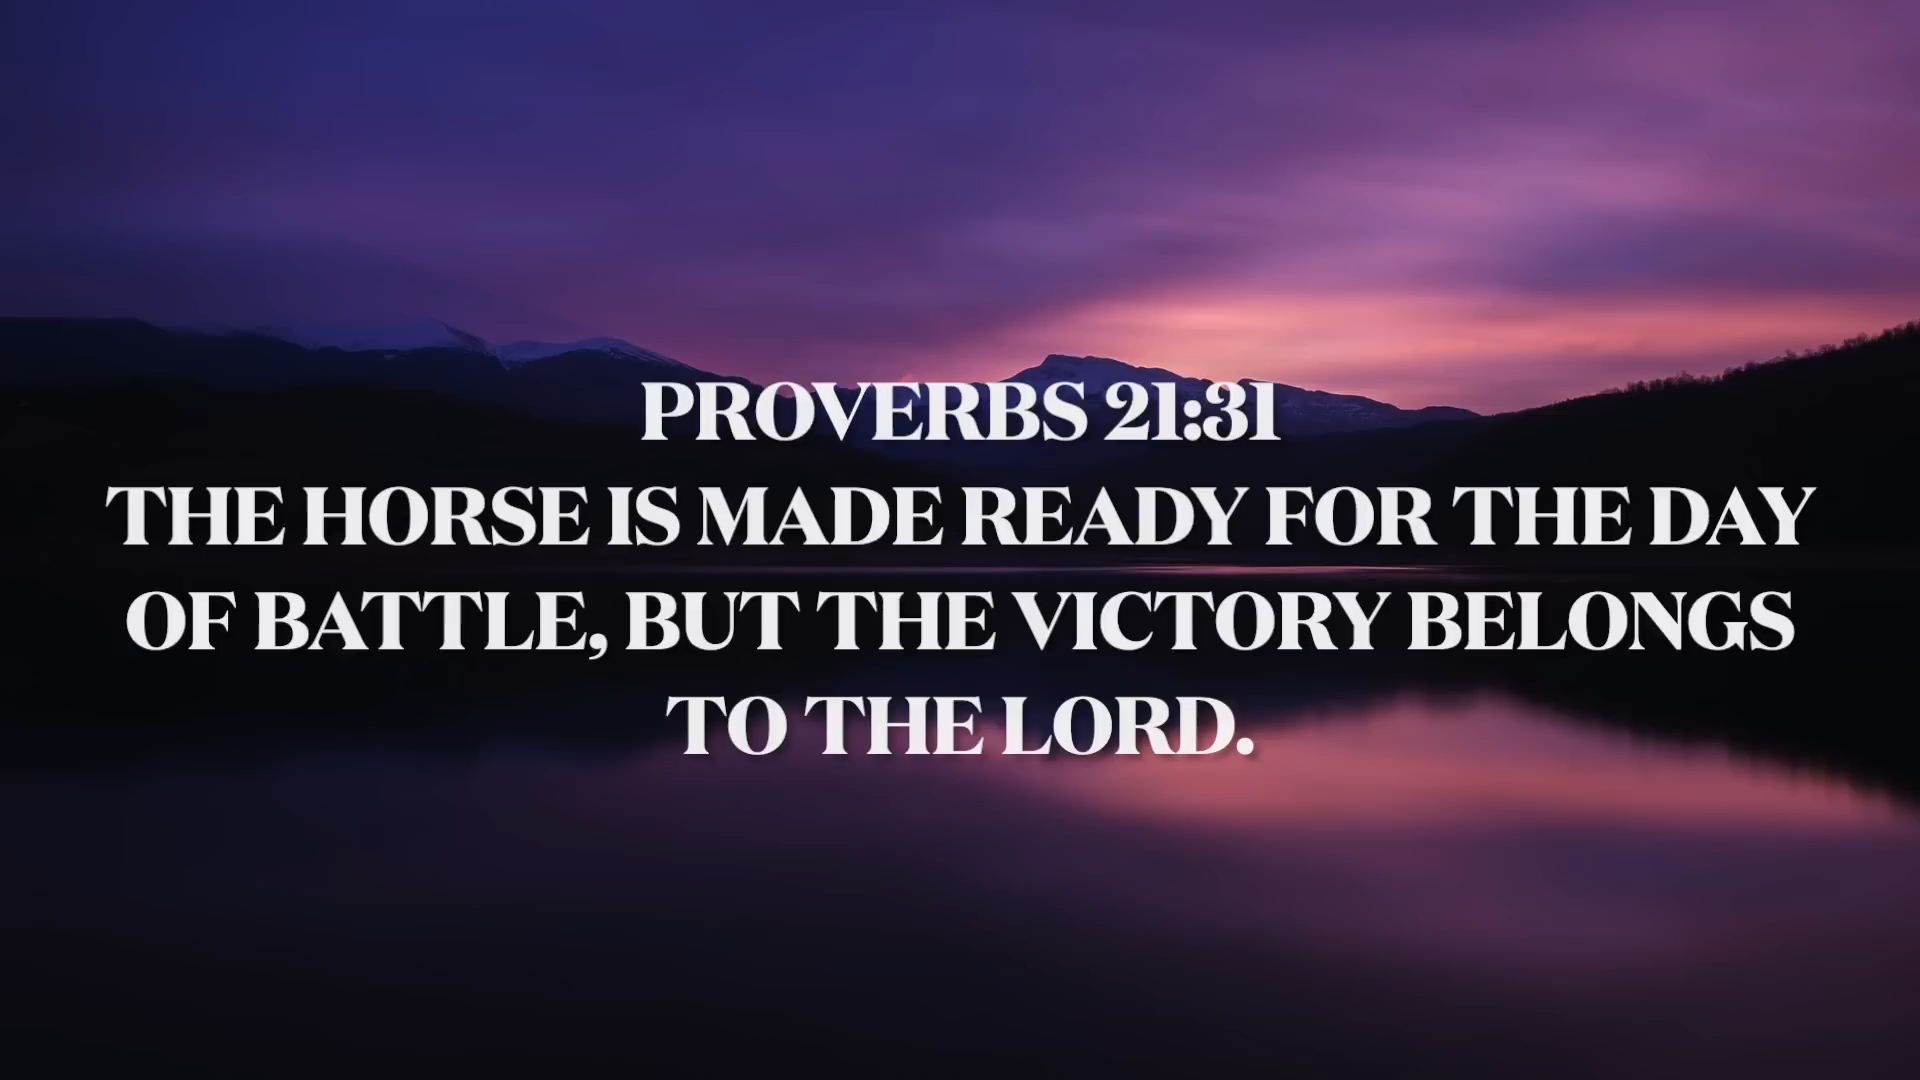 PROVERBS 21:31
THE HORSE IS MADE READY FOR THE DAY
OF BATTLE, BUT THE VICTORY BELONGS
TO THE LORD.